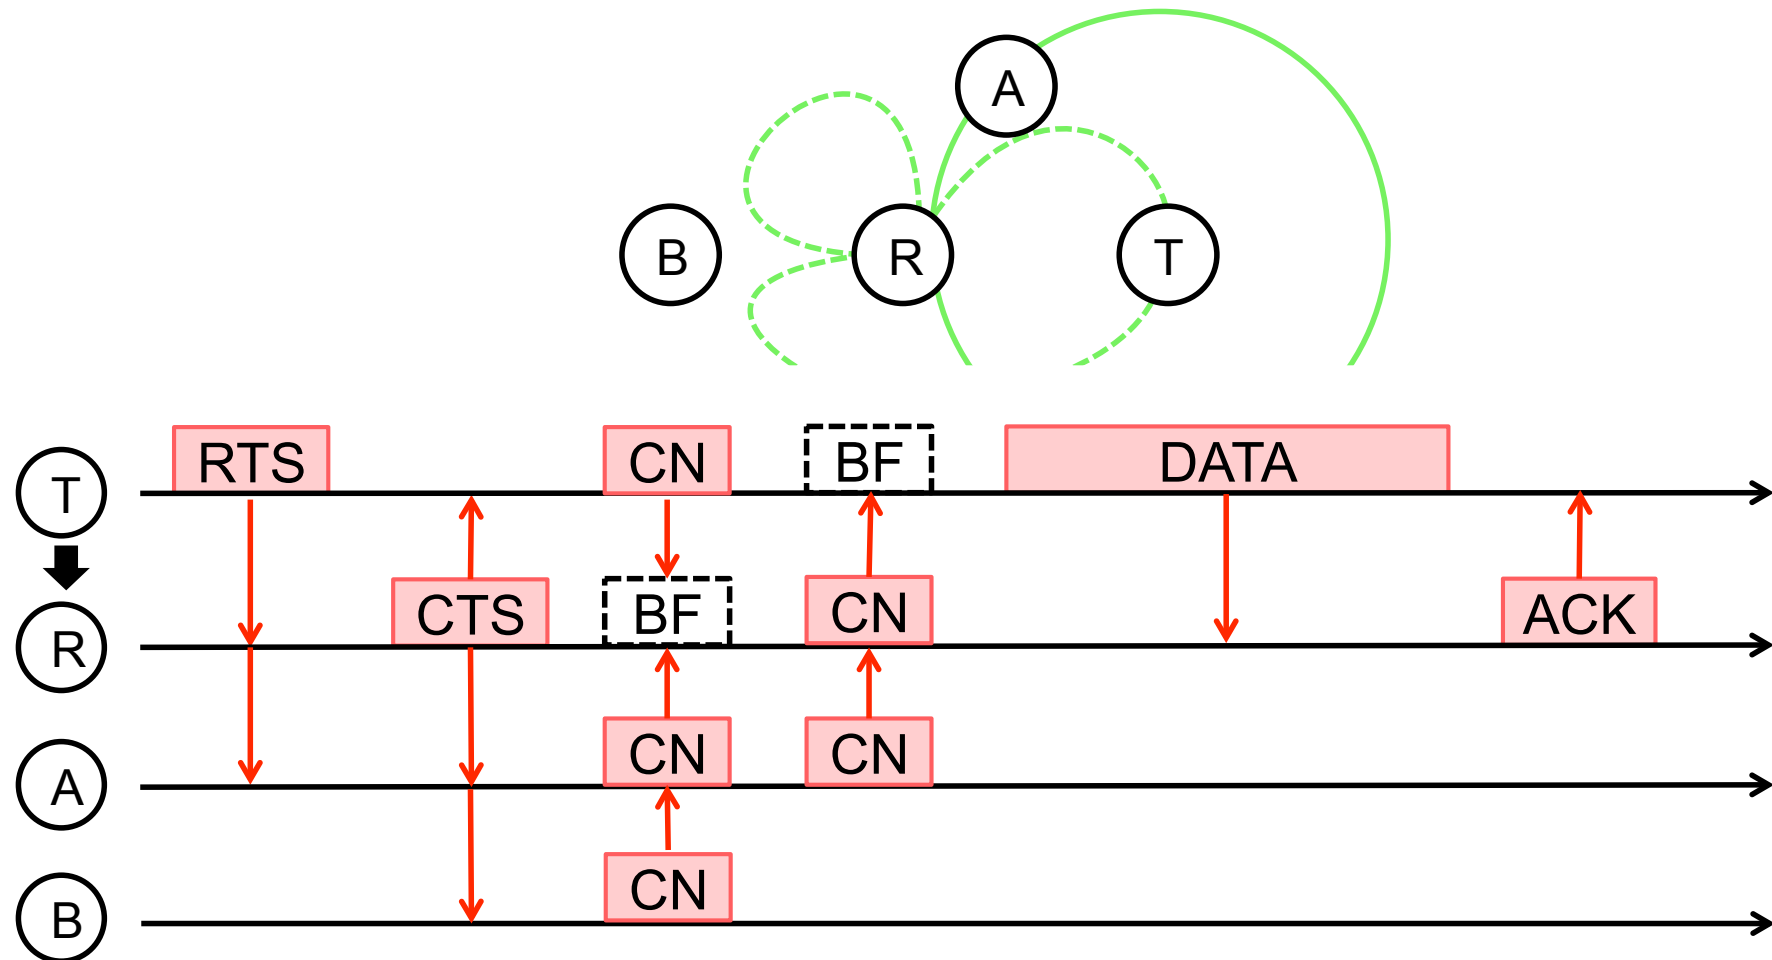 A
B R T
T RTS CN BF DATA
R CTS BF CN ACK
A CN CN
B CN